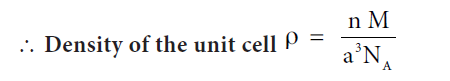 ∴ Density of the unit cell ρ = n M / a³N_A